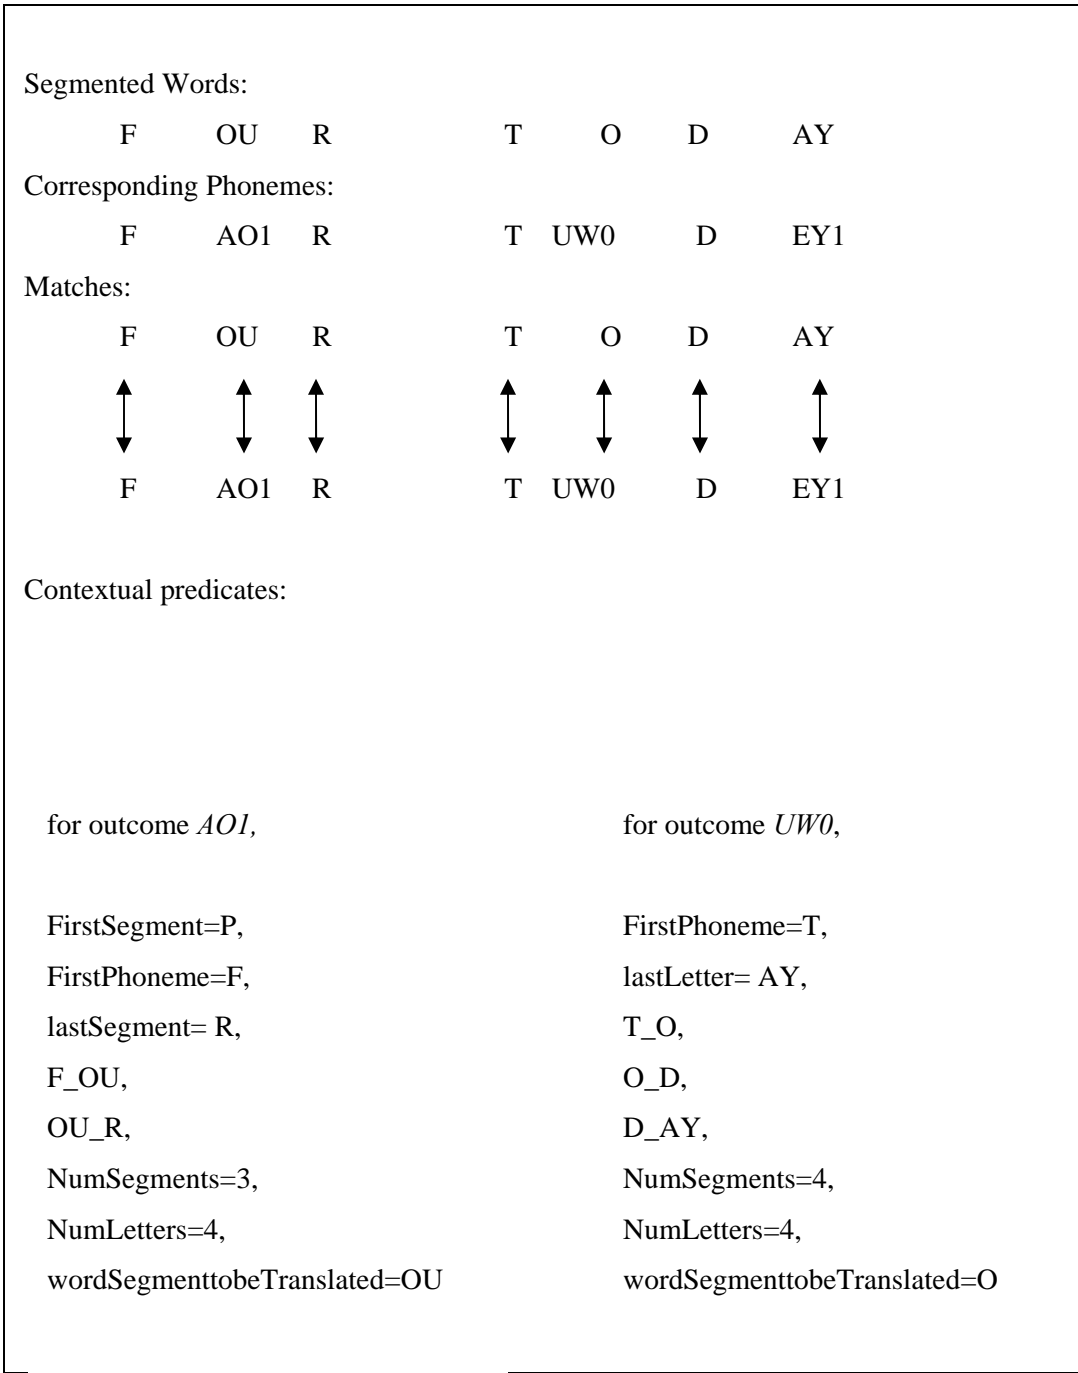 Segmented Words:
F OU R T O D AY
Corresponding Phonemes:
F AO1 R T UW0 D EY1
Matches:
F OU R T O D AY
F AO1 R T UW0 D EY1
Contextual predicates:
for outcome AO1, for outcome UW0,
FirstSegment=P, FirstPhoneme=T,
FirstPhoneme=F, lastLetter= AY,
lastSegment= R, T_O,
F_OU, O_D,
OU_R, D_AY,
NumSegments=3, NumSegments=4,
NumLetters=4, NumLetters=4,
wordSegmenttobeTranslated=OU wordSegmenttobeTranslated=O